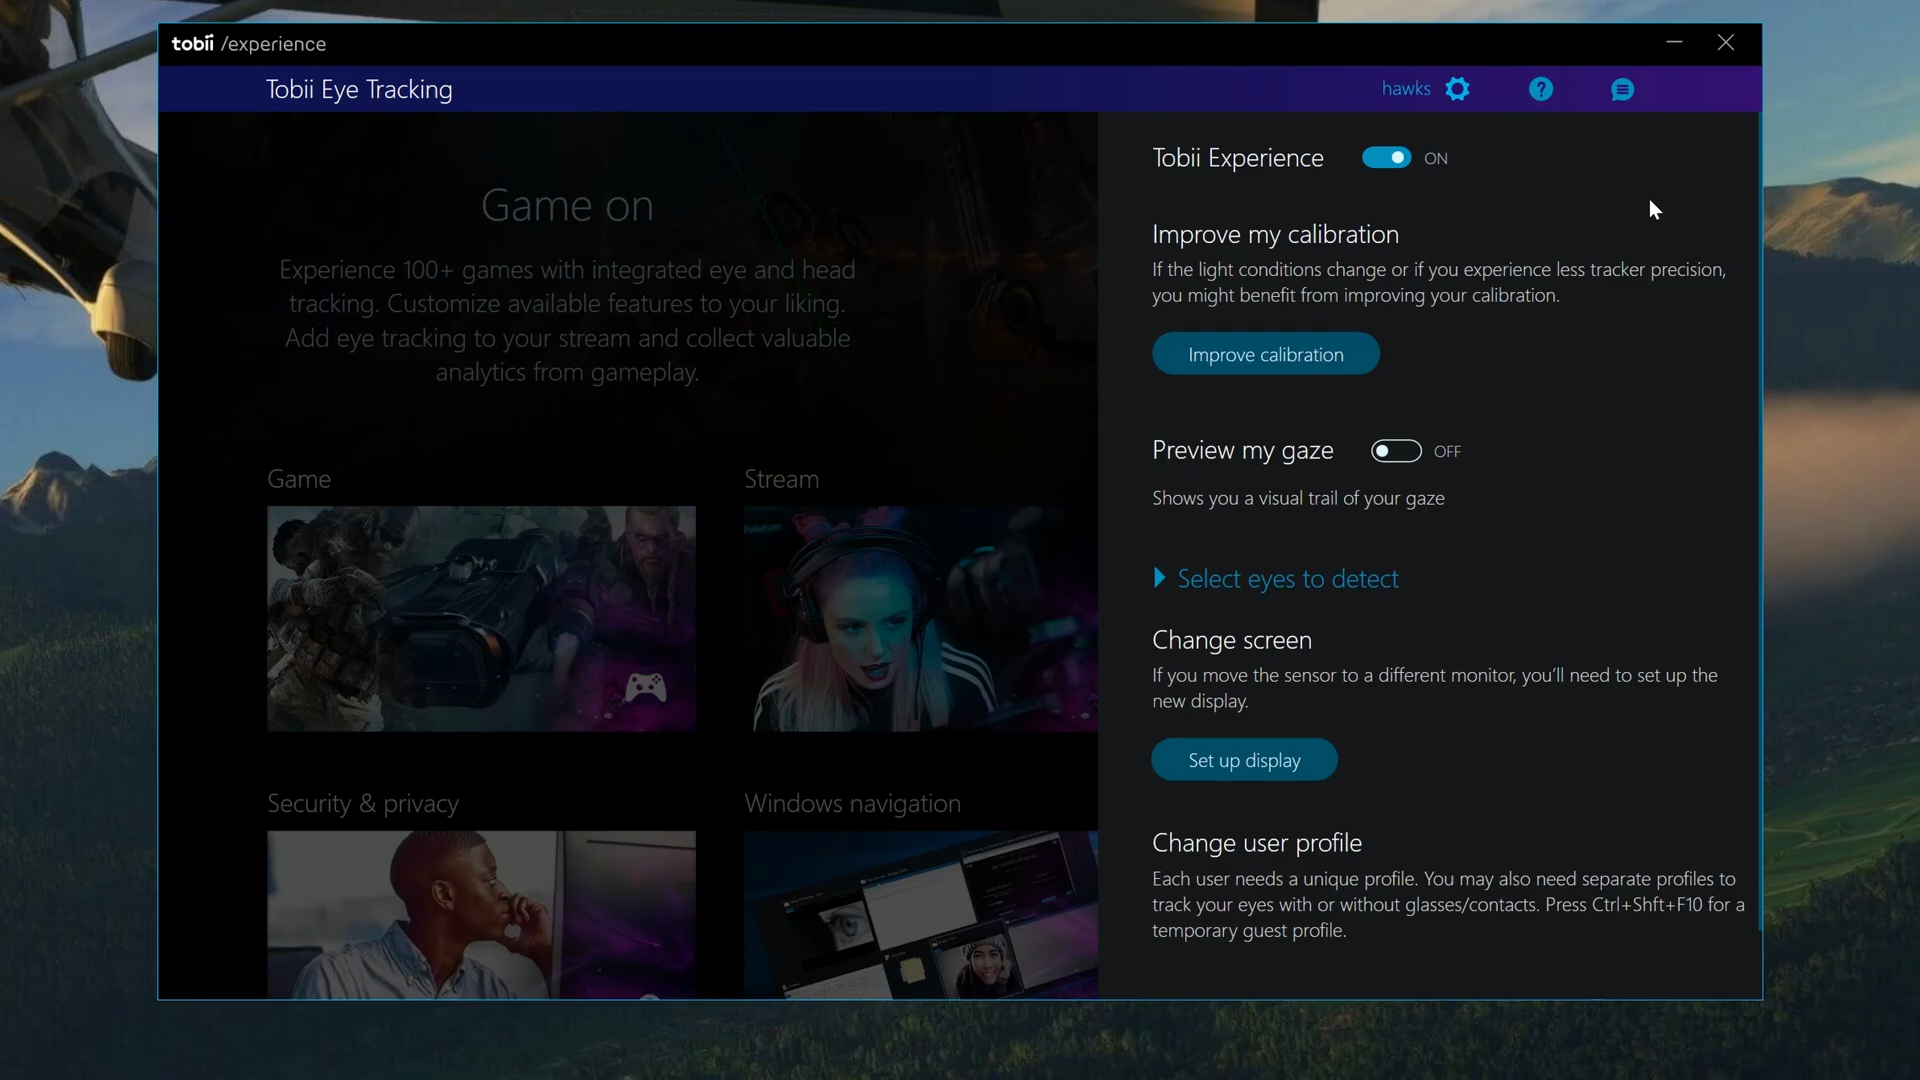 tobii /experience
Tobii Eye Tracking
hawks
Game on
Experience 100+ games with integrated eye and head
tracking. Customize available features to your liking.
Add eye tracking to your stream and collect valuable
analytics from gameplay.
Game
Stream
Security & privacy
Windows navigation
Tobii Experience
ON
Improve my calibration
If the light conditions change or if you experience less tracker precision,
you might benefit from improving your calibration.
Improve calibration
Preview my gaze
OFF
Shows you a visual trail of your gaze
Select eyes to detect
Change screen
If you move the sensor to a different monitor, you'll need to set up the
new display.
Set up display
Change user profile
Each user needs a unique profile. You may also need separate profiles to
track your eyes with or without glasses/contacts. Press Ctrl+Shft+F10 for a
temporary guest profile.